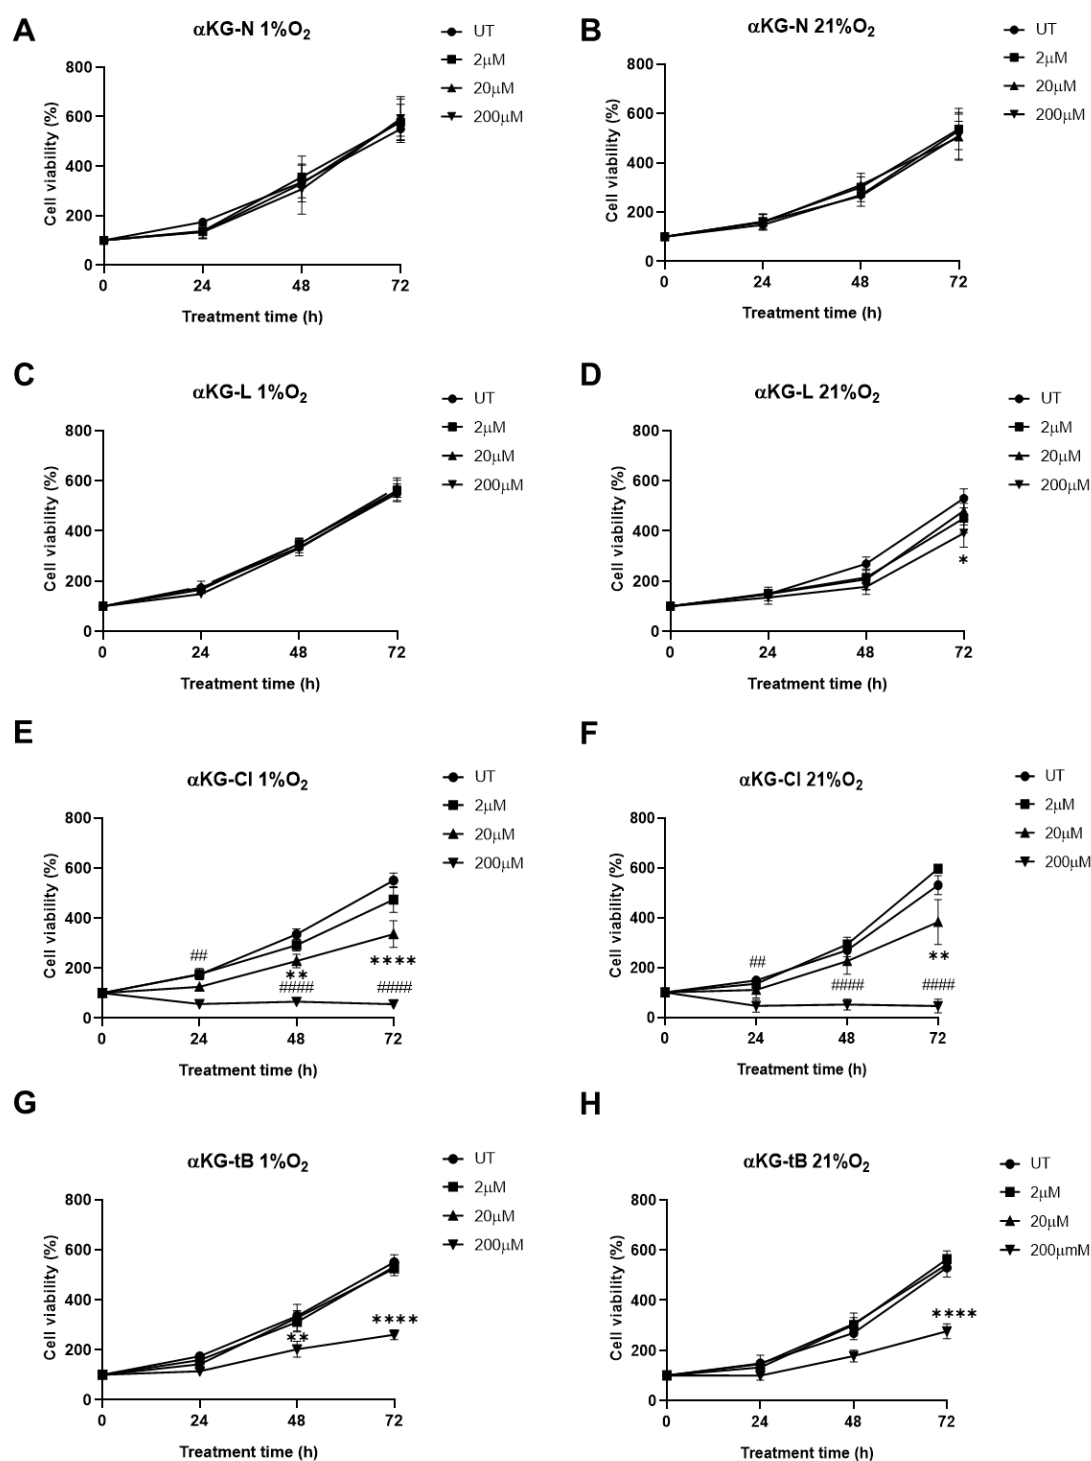 A
αKG-N 1%O₂
UT
2μM
20μM
200μM
Cell viability (%)
800
600
400
200
0
0 24 48 72
Treatment time (h)
B
αKG-N 21%O₂
UT
2μM
20μM
200μM
Cell viability (%)
800
600
400
200
0
0 24 48 72
Treatment time (h)
C
αKG-L 1%O₂
UT
2μM
20μM
200μM
Cell viability (%)
800
600
400
200
0
0 24 48 72
Treatment time (h)
D
αKG-L 21%O₂
UT
2μM
20μM
200μM
Cell viability (%)
800
600
400
200
0
*
0 24 48 72
Treatment time (h)
E
αKG-Cl 1%O₂
UT
2μM
20μM
200μM
Cell viability (%)
800
600
400
200
0
##
**
####
****
####
0 24 48 72
Treatment time (h)
F
αKG-Cl 21%O₂
UT
2μM
20μM
200μM
Cell viability (%)
800
600
400
200
0
##
####
**
####
0 24 48 72
Treatment time (h)
G
αKG-tB 1%O₂
UT
2μM
20μM
200μM
Cell viability (%)
800
600
400
200
0
**
****
0 24 48 72
Treatment time (h)
H
αKG-tB 21%O₂
UT
2μM
20μM
200μmM
Cell viability (%)
800
600
400
200
0
****
0 24 48 72
Treatment time (h)